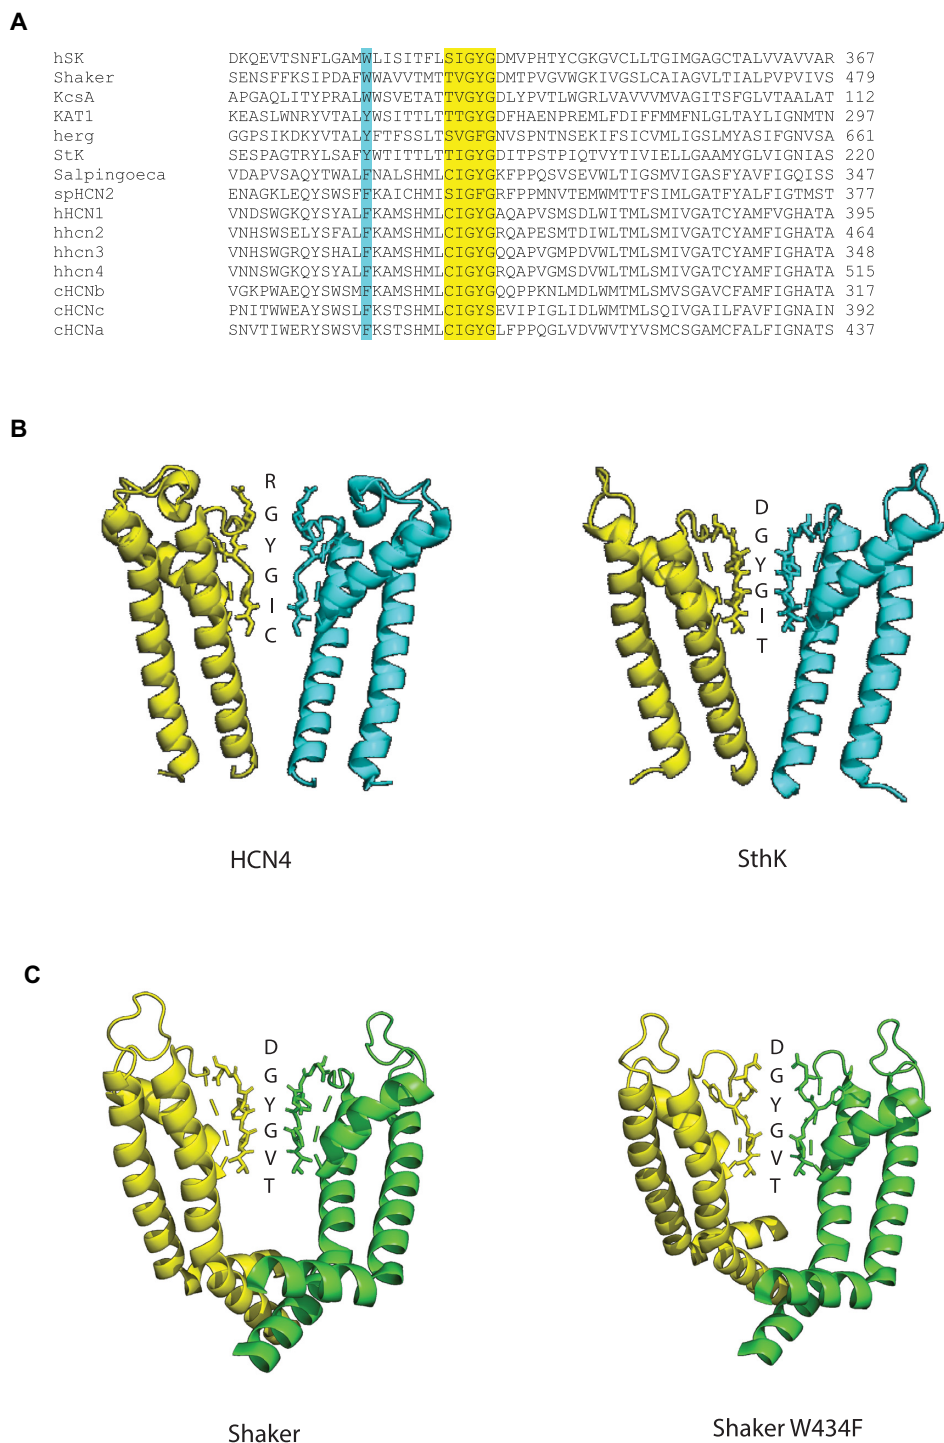 A
hSK DKQEVTSNFLGAMWLISITFLSIGYGDMVPHTYCGKGVCLLTGIMGAGCTALVVAVVAR 367
Shaker SENSFFKSIPDAFWWAVVTMTTVGYGDMTPVGVWGKIVGSLCAIAGVLTIALPVPVIVS 479
KcsA APGAQLITYPRALWWSVETATTVGYGDLYPVTLWGRLVAVVVMVAGITSFGLVTAALAT 112
KAT1 KEASLWNRYVTALYWSITTLTTTGYGDFHAENPREMLFDIFFMMFNLGLTAYLIGNMTN 297
herg GGPSIKDKYVTALYFTFSSLTSVGFGNVSPNTNSEKIFSICVMLIGSLMYASIFGNVSA 661
StK SESPAGTRYLSAFYWTITTLTTIGYGDITPSTPIQTVYTIVIELLGAAMYGLVIGNIAS 220
Salpingoeca VDAPVSAQYTWALFNALSHMLCIGYGKFPPQSVSEVWLTIGSMVIGASFYAVFIGQISS 347
spHCN2 ENAGKLEQYSWSFFKAICHMISIGFGRFPPMNVTEMWMTTFSIMLGATFYALFIGTMST 377
hHCN1 VNDSWGKQYSYALFKAMSHMLCIGYGAQAPVSMSDLWITMLSMIVGATCYAMFVGHATA 395
hhcn2 VNHSWSELYSFALFKAMSHMLCIGYGRQAPESMTDIWLTMLSMIVGATCYAMFIGHATA 464
hhcn3 VNHSWGRQYSHALFKAMSHMLCIGYGQQAPVGMPDVWLTMLSMIVGATCYAMFIGHATA 348
hhcn4 VNNSWGKQYSYALFKAMSHMLCIGYGRQAPVGMSDVWLTMLSMIVGATCYAMFIGHATA 515
cHCNb VGKPWAEQYSWSMFKAMSHMLCIGYGQQPPKNLMDLWMTMLSMVSGAVCFAMFIGHATA 317
cHCNc PNITWWEAYSWSLFKSTSHMLCIGYSEVIPIGLIDLWMTMLSQIVGAILFAVFIGNAIN 392
cHCNa SNVTIWERYSWSVFKSTSHMLCIGYGLFPPQGLVDVWVTYVSMCSGAMCFALFIGNATS 437
B
R
G
Y
G
I
C
HCN4
D
G
Y
G
I
T
SthK
C
D
G
Y
G
V
T
Shaker
D
G
Y
G
V
T
Shaker W434F